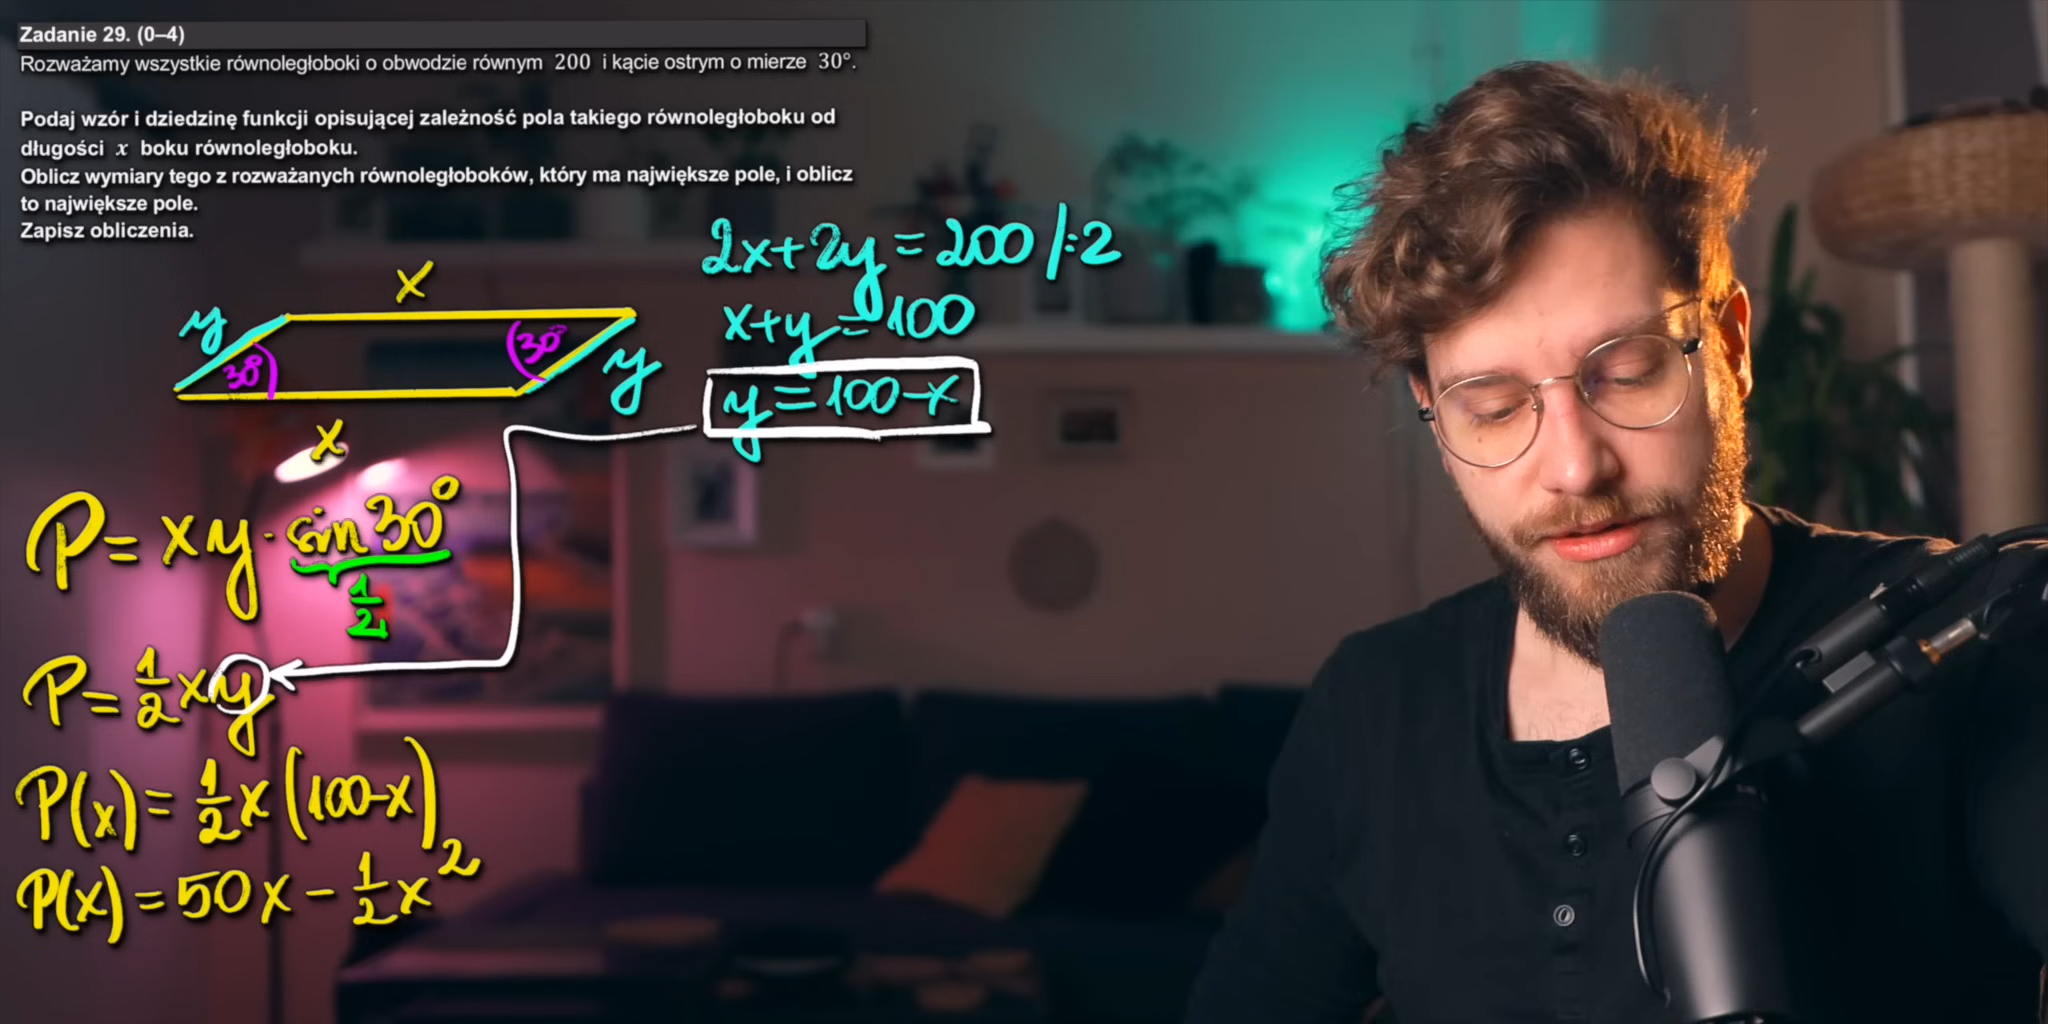 Zadanie 29. (0–4)
Rozważamy wszystkie równoległoboki o obwodzie równym 200 i kącie ostrym o mierze 30°.
Podaj wzór i dziedzinę funkcji opisującej zależność pola takiego równoległoboku od
długości x boku równoległoboku.
Oblicz wymiary tego z rozważanych równoległoboków, który ma największe pole, i oblicz
to największe pole.
Zapisz obliczenia.
x
y
30°
30°
y
x
2x+2y=200 /:2
x+y=100
y=100-x
P=xy·sin30°
1/2
P=1/2xy
P(x)=1/2x(100-x)
P(x)=50x-1/2x²